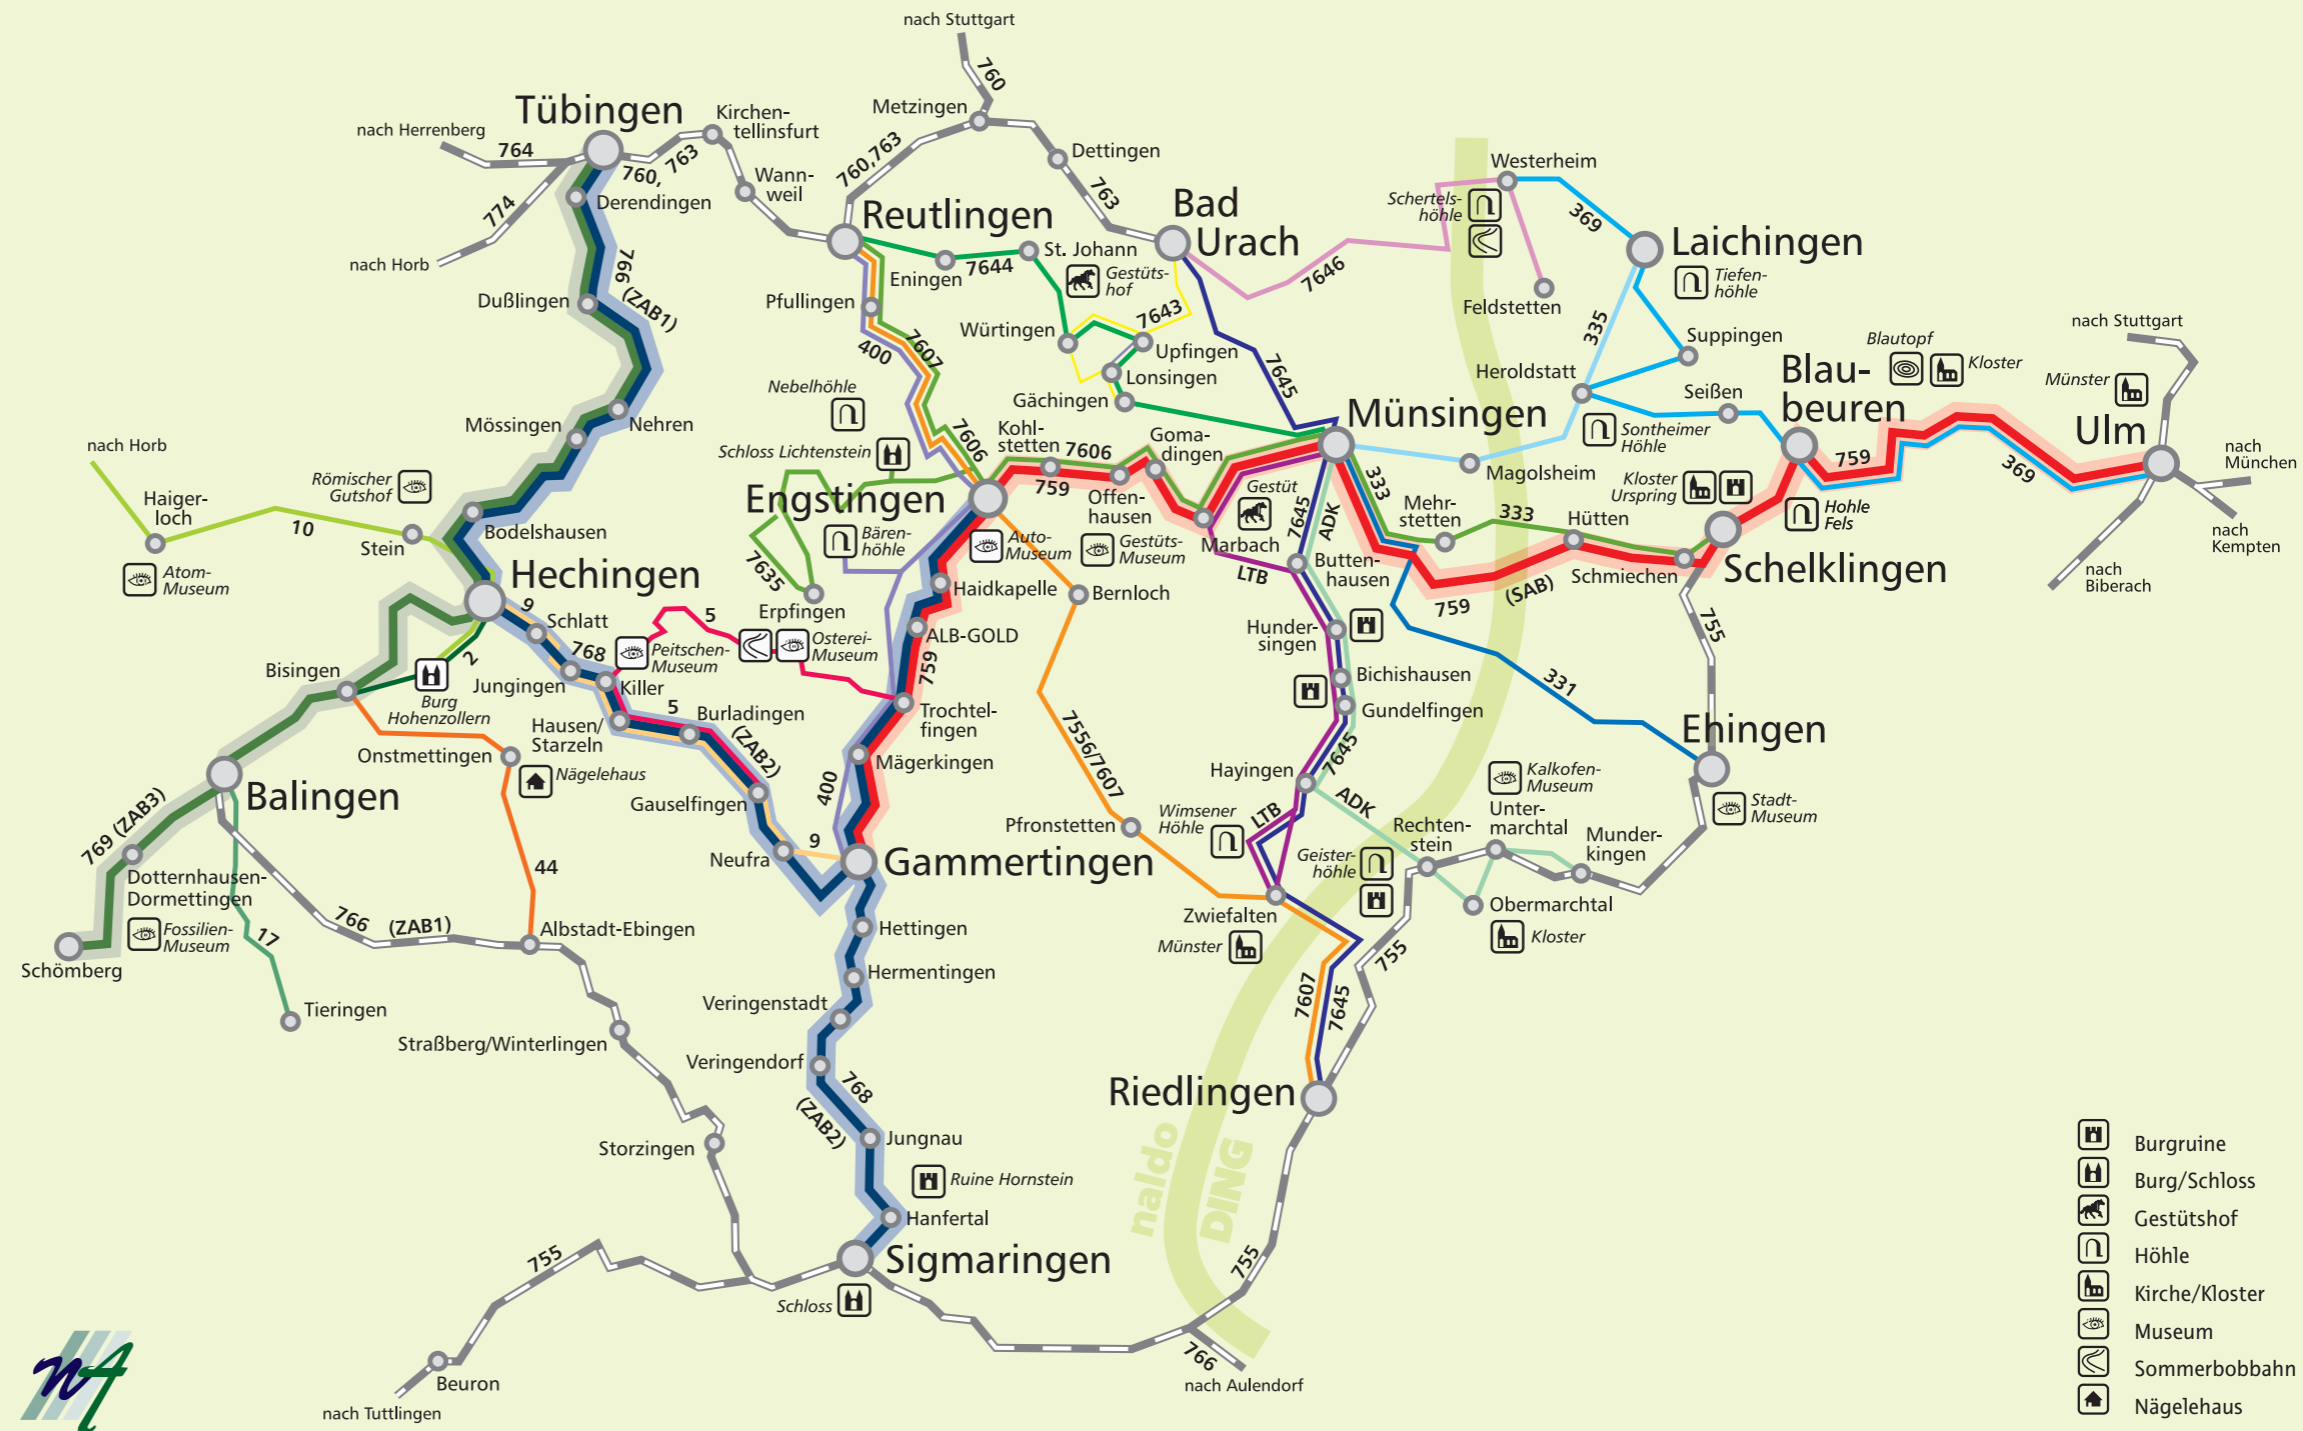 nach Stuttgart
760
Metzingen
Tübingen
Kirchen-
tellinsfurt
nach Herrenberg
764
760,
763
760,763
Dettingen
763
Wann-
weil
774
nach Horb
Derendingen
Reutlingen
Bad
Urach
Westerheim
Schertels-
höhle
369
Laichingen
Tiefen-
höhle
Eningen
7644
St. Johann
Gestüts-
hof
7646
Feldstetten
766 (ZAB1)
Dußlingen
Pfullingen
400
7607
Würtingen
7643
Upfingen
Lonsingen
Gächingen
7645
335
Suppingen
Heroldstatt
Seißen
Sontheimer
Höhle
Blautopf
Kloster
Blau-
beuren
nach Stuttgart
Münster
Ulm
nach
München
nach
Kempten
nach
Biberach
Nebelhöhle
Schloss Lichtenstein
Mössingen
Nehren
7606
Kohl-
stetten
7606
Goma-
dingen
Münsingen
Magolsheim
759
369
nach Horb
Haiger-
loch
Römischer
Gutshof
10
Stein
Bodelshausen
Atom-
Museum
Engstingen
759
Offen-
hausen
Gestüt
Marbach
7645
ADK
333
Mehr-
stetten
333
Hütten
Kloster
Urspring
Hohle
Fels
Schelklingen
Schmiechen
759
(SAB)
Bären-
höhle
Auto-
Museum
Gestüts-
Museum
LTB
Butten-
hausen
Hechingen
7635
Erpfingen
Haidkapelle
Bernloch
9
Schlatt
768
5
Peitschen-
Museum
Osterei-
Museum
ALB-GOLD
759
Hunder-
singen
Bichishausen
Gundelfingen
331
755
2
Bisingen
Burg
Hohenzollern
Jungingen
Killer
Hausen/
Starzeln
5
Burladingen
(ZAB2)
Trochtel-
fingen
Onstmettingen
Nägelehaus
Mägerkingen
7556/7607
Hayingen
7645
ADK
Ehingen
Kalkofen-
Museum
Stadt-
Museum
Balingen
Gauselfingen
400
Wimsener
Höhle
LTB
Rechten-
stein
Unter-
marchtal
Munder-
kingen
Pfronstetten
769 (ZAB3)
Dotternhausen-
Dormettingen
44
Neufra
9
Gammertingen
Geister-
höhle
Zwiefalten
Münster
Obermarchtal
Kloster
Fossilien-
Museum
Schömberg
17
766
(ZAB1)
Albstadt-Ebingen
Hettingen
Hermentingen
755
7607
7645
Tieringen
Straßberg/Winterlingen
Veringenstadt
Veringendorf
768
(ZAB2)
Riedlingen
Storzingen
Jungnau
Ruine Hornstein
Hanfertal
naldo
DING
Burgruine
Burg/Schloss
Gestütshof
Höhle
Kirche/Kloster
Museum
Sommerbobbahn
Nägelehaus
Sigmaringen
Schloss
755
755
766
nach Aulendorf
Beuron
nach Tuttlingen